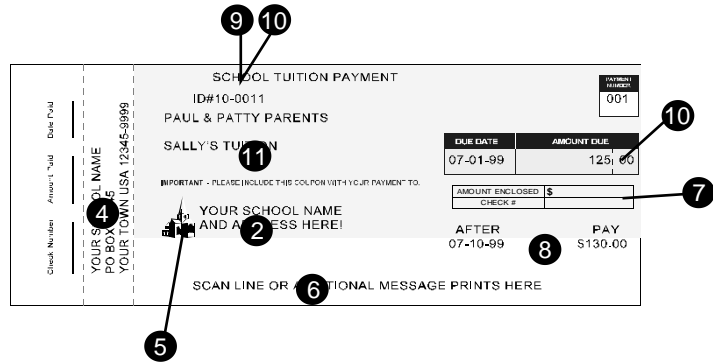 9 10
SCHOOL TUITION PAYMENT
ID#10-0011
PAUL & PATTY PARENTS
SALLY'S TUITION
11
PAYMENT
NUMBER
001
10
DUE DATE AMOUNT DUE
07-01-99 125 00
IMPORTANT - PLEASE INCLUDE THIS COUPON WITH YOUR PAYMENT TO:
AMOUNT ENCLOSED $
CHECK #
7
YOUR SCHOOL NAME
AND ADDRESS HERE!
2
AFTER PAY
07-10-99 $130.00
8
SCAN LINE OR ADDITIONAL MESSAGE PRINTS HERE
6
5
Date Paid
Amount Paid
Check Number
YOUR SCHOOL NAME
PO BOX
YOUR TOWN USA 12345-9999
4